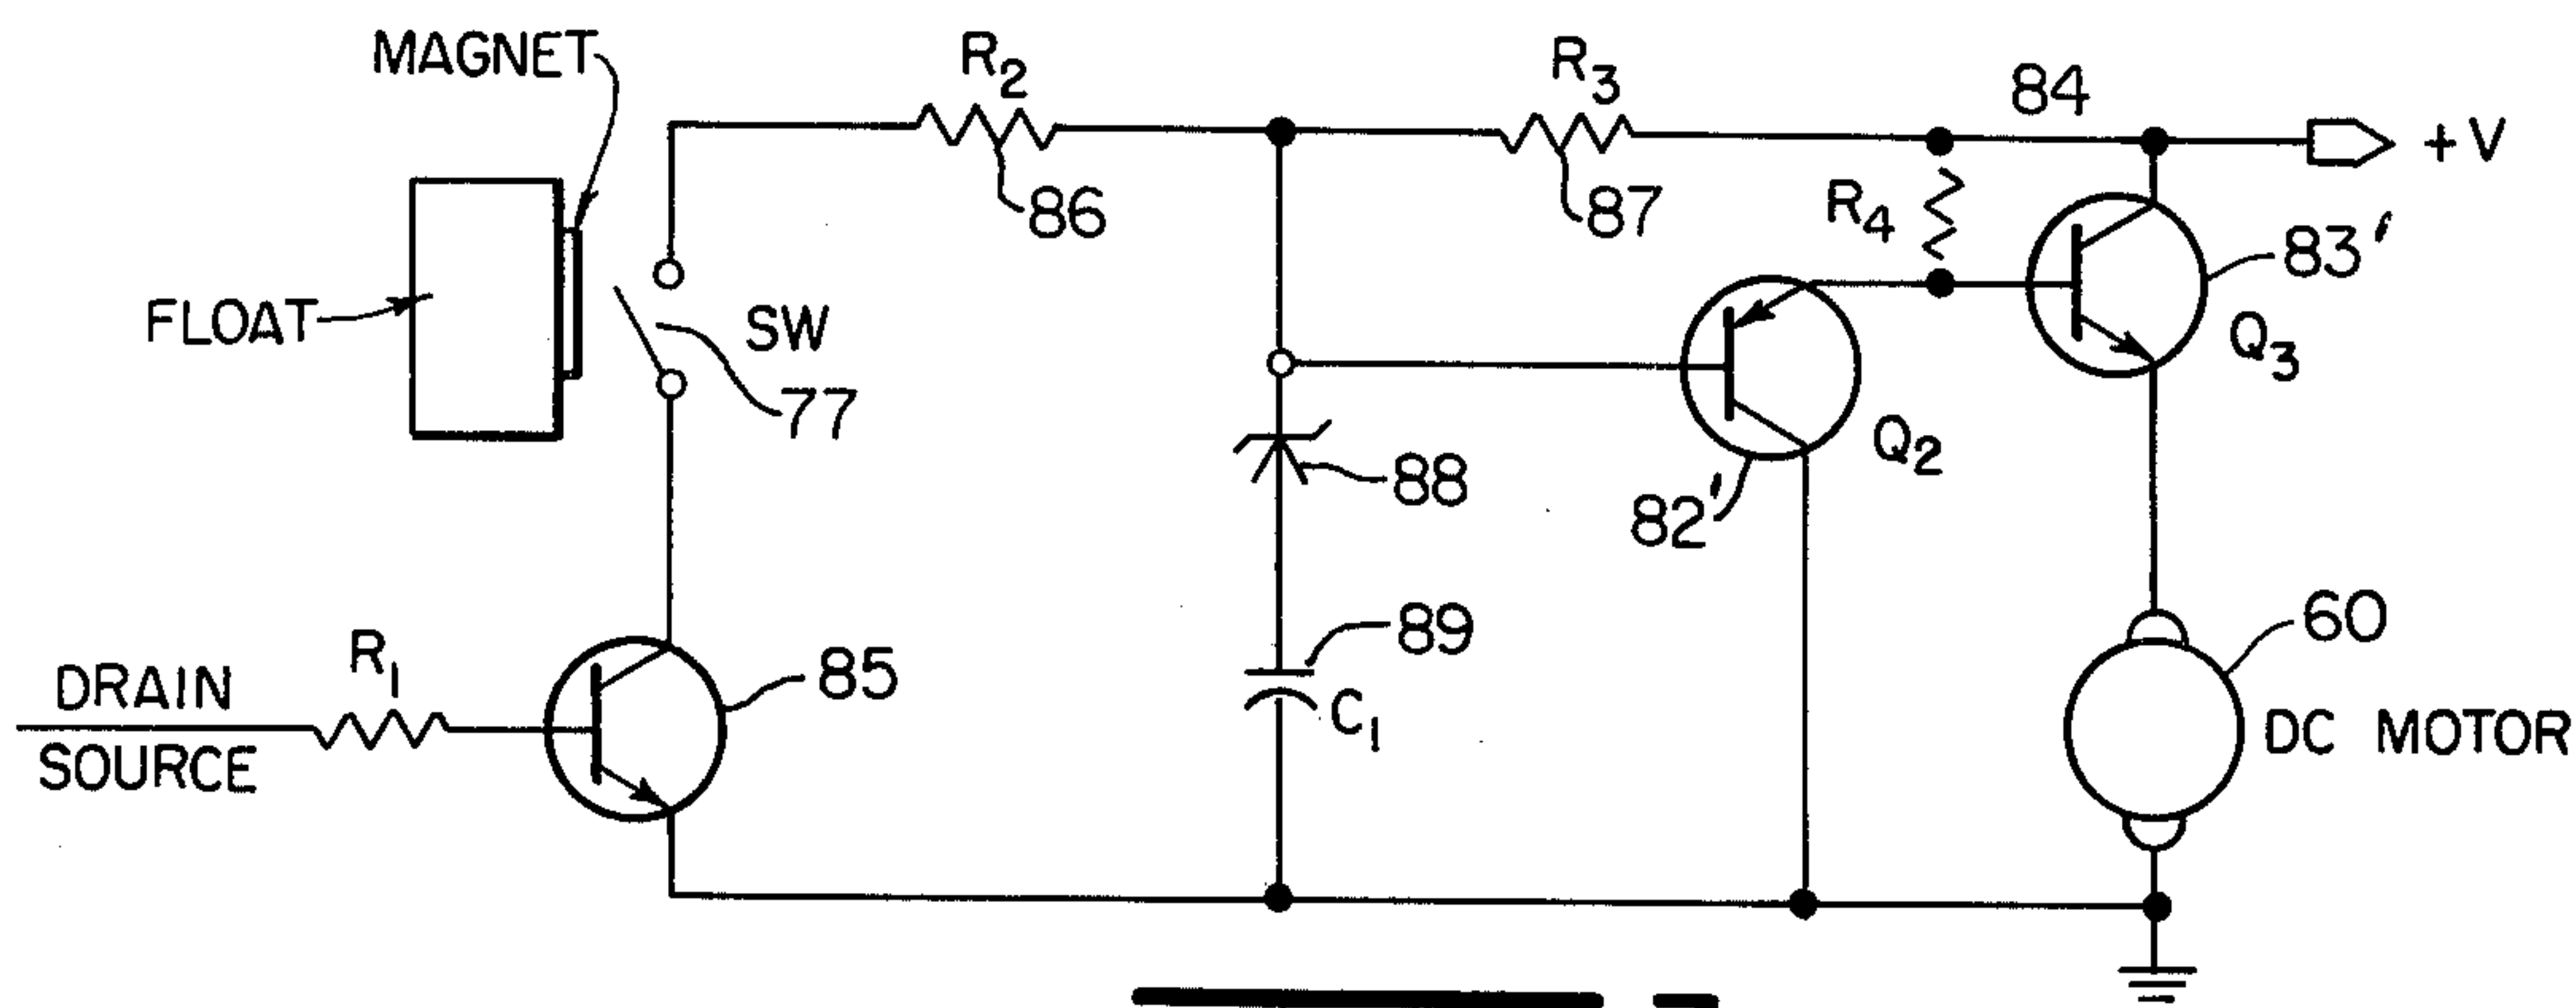 MAGNET
R2
R3
84
+V
86
87
R4
83'
FLOAT
SW
77
Q3
Q2
88
82'
89
60
R1
85
DRAIN
SOURCE
C1
DC MOTOR